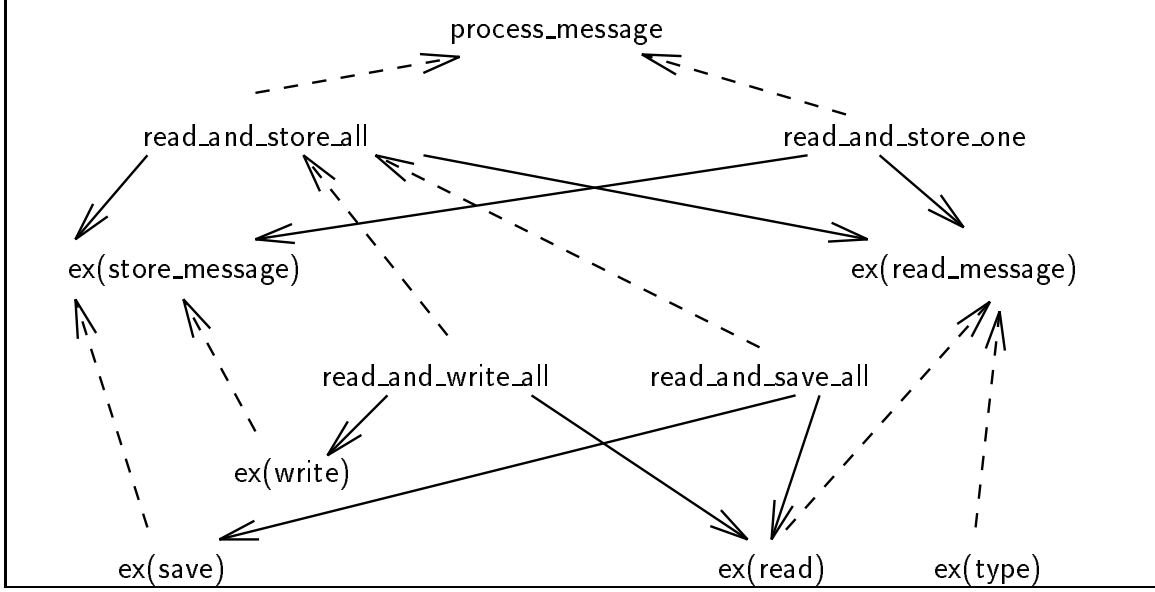 process_message
read_and_store_all
read_and_store_one
ex(store_message)
ex(read_message)
read_and_write_all
read_and_save_all
ex(write)
ex(save)
ex(read)
ex(type)